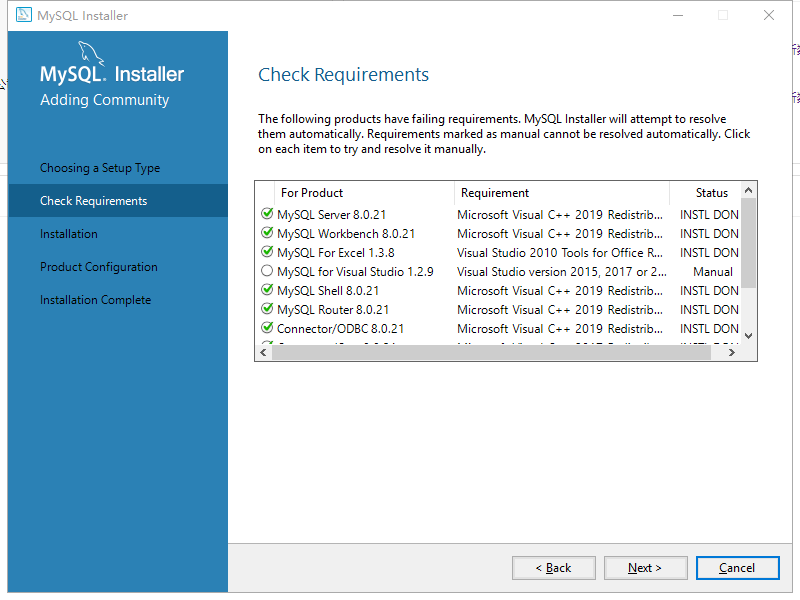 MySQL Installer
MySQL. Installer
Adding Community
Choosing a Setup Type
Check Requirements
Installation
Product Configuration
Installation Complete
Check Requirements
The following products have failing requirements. MySQL Installer will attempt to resolve
them automatically. Requirements marked as manual cannot be resolved automatically. Click
on each item to try and resolve it manually.
For Product Requirement Status
MySQL Server 8.0.21 Microsoft Visual C++ 2019 Redistrib... INSTL DON
MySQL Workbench 8.0.21 Microsoft Visual C++ 2019 Redistrib... INSTL DON
MySQL For Excel 1.3.8 Visual Studio 2010 Tools for Office R... INSTL DON
MySQL for Visual Studio 1.2.9 Visual Studio version 2015, 2017 or 2... Manual
MySQL Shell 8.0.21 Microsoft Visual C++ 2019 Redistrib... INSTL DON
MySQL Router 8.0.21 Microsoft Visual C++ 2019 Redistrib... INSTL DON
Connector/ODBC 8.0.21 Microsoft Visual C++ 2019 Redistrib... INSTL DON
< Back Next > Cancel